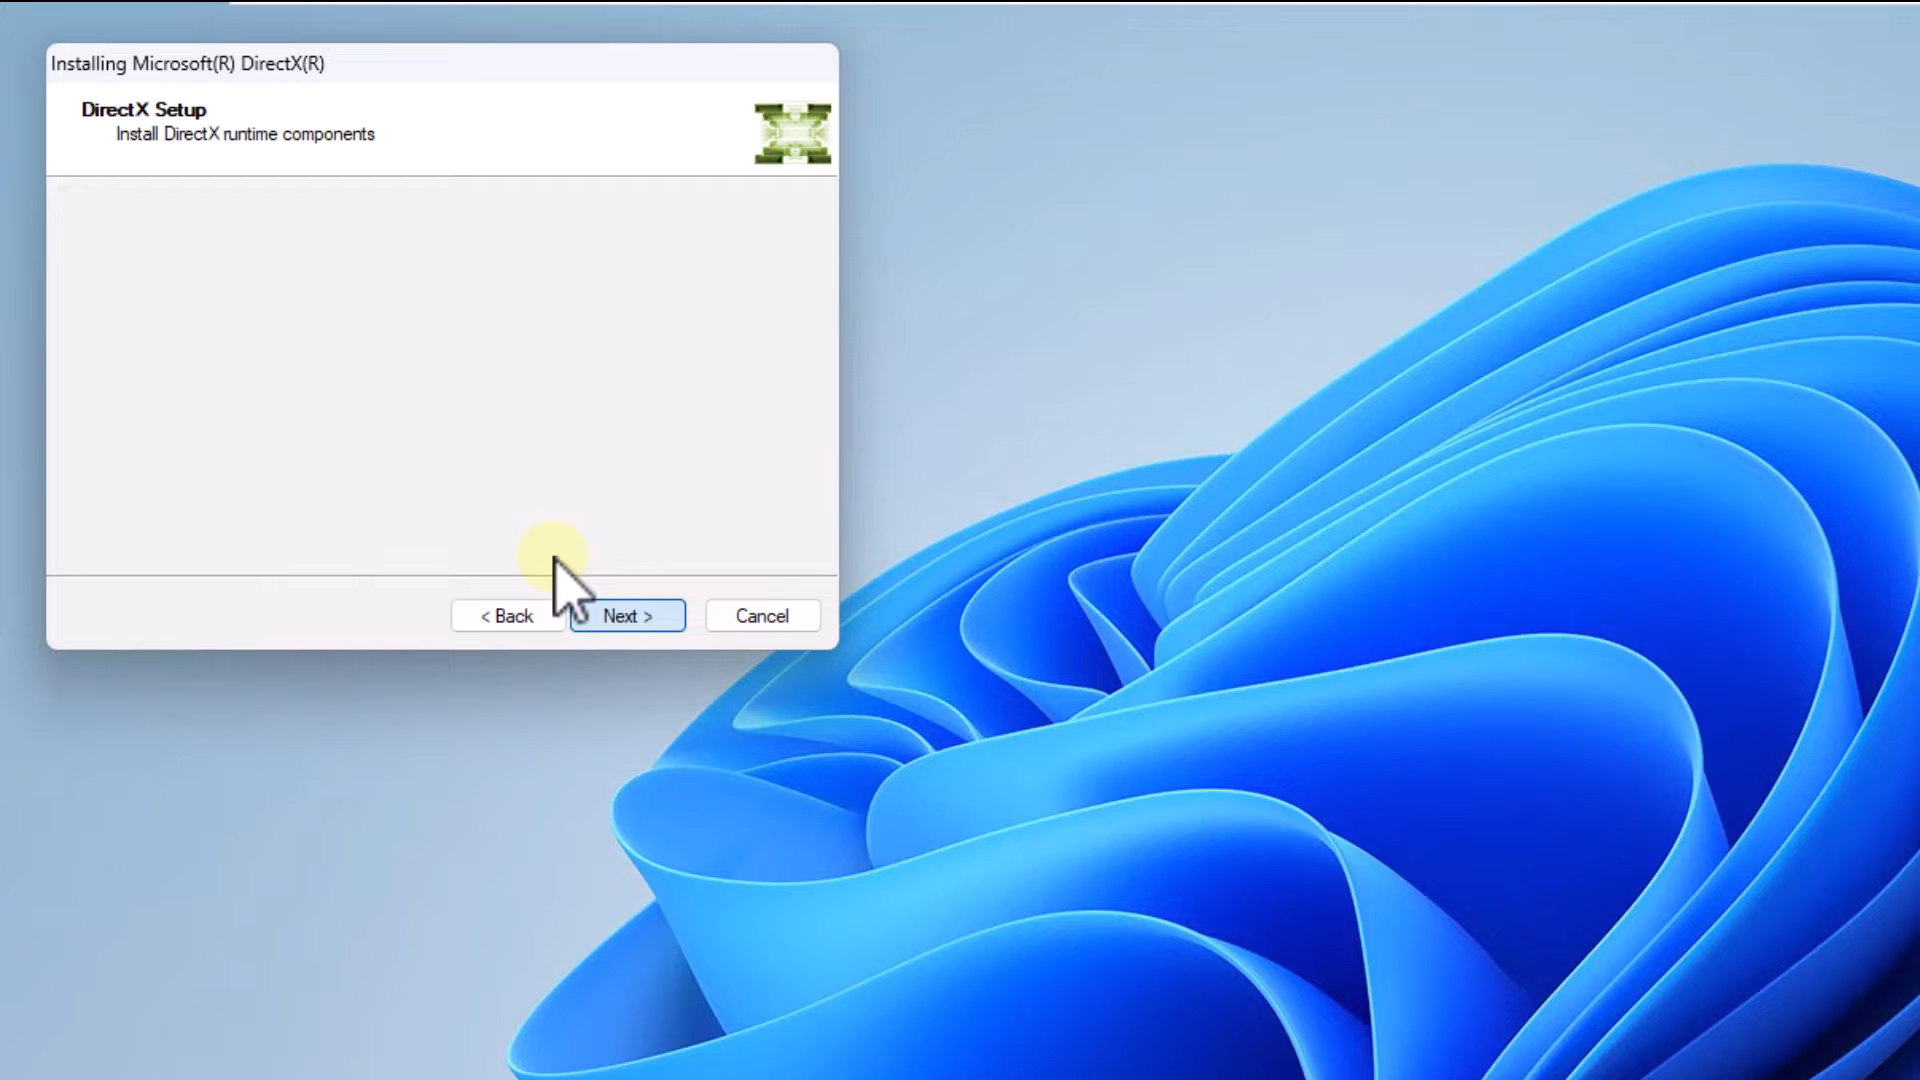 Installing Microsoft(R) DirectX(R)
DirectX Setup
Install DirectX runtime components
< Back
Next >
Cancel